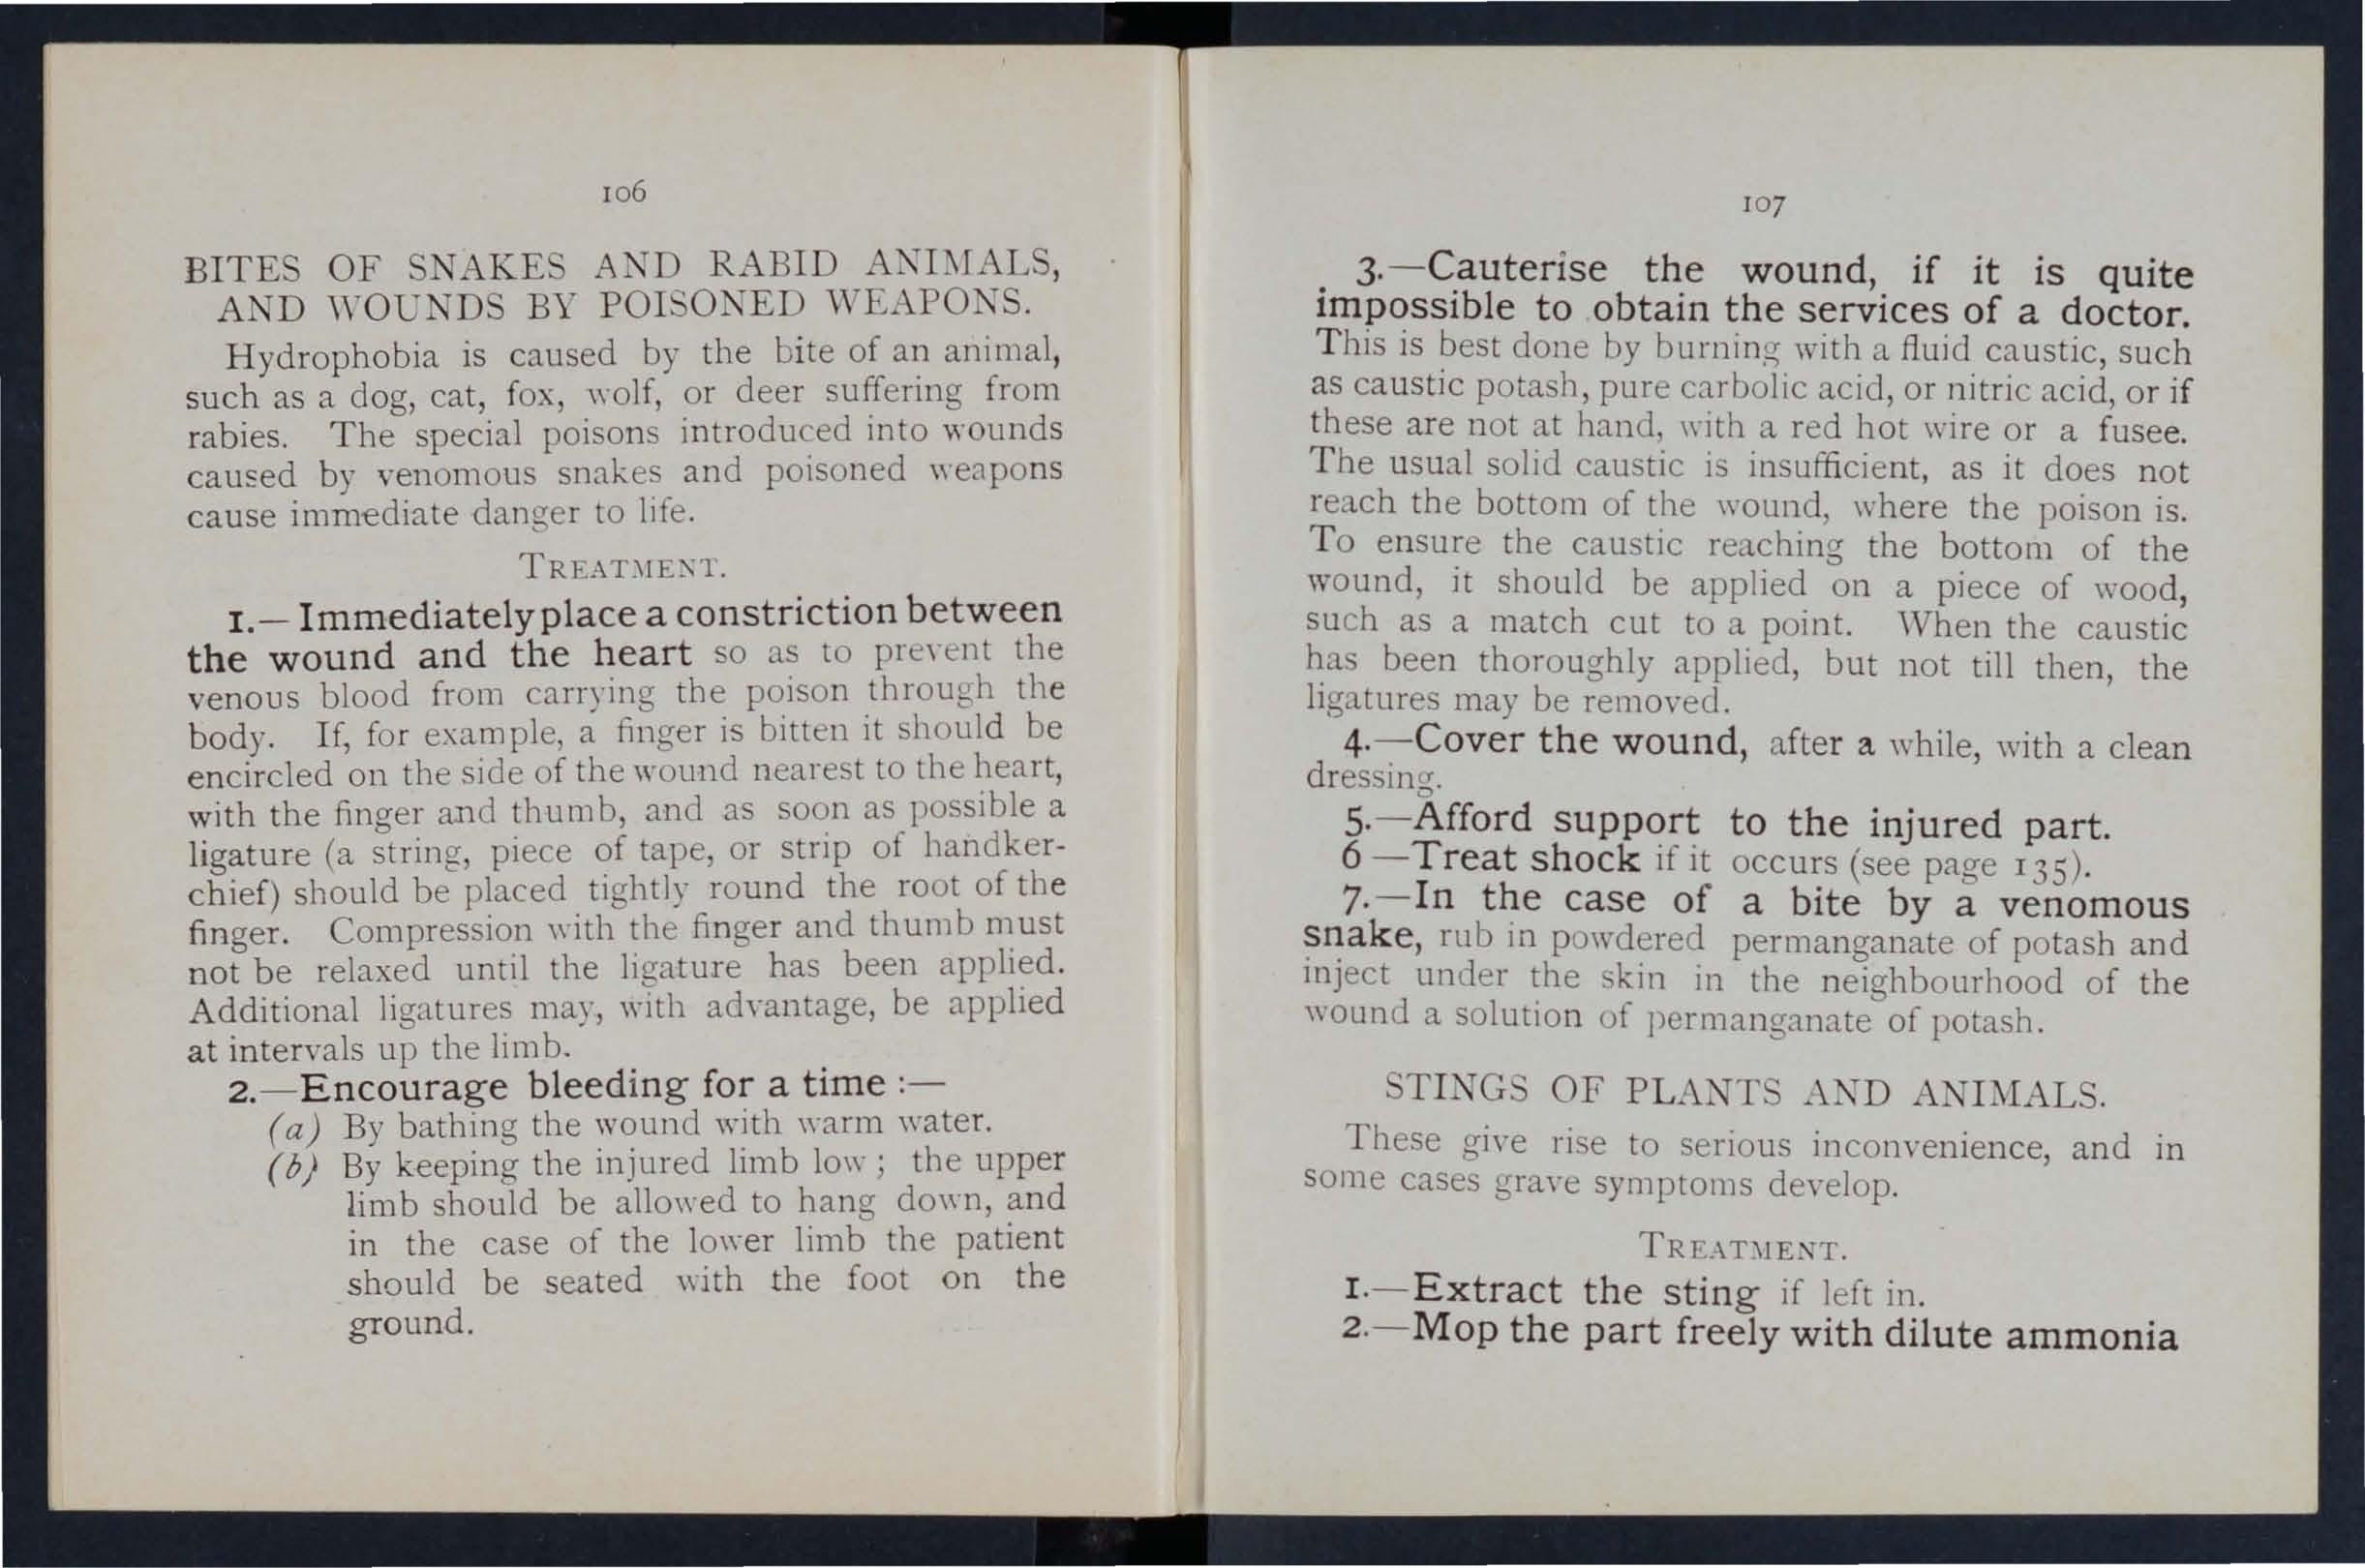 106
BITES OF SNAKES AND RABID ANIMALS,
AND WOUNDS BY POISONED WEAPONS.
Hydrophobia is caused by the bite of an animal,
such as a dog, cat, fox, wolf, or deer suffering from
rabies. The special poisons introduced into wounds
caused by venomous snakes and poisoned weapons
cause immediate danger to life.
TREATMENT.
1.—Immediately place a constriction between
the wound and the heart so as to prevent the
venous blood from carrying the poison through the
body. If, for example, a finger is bitten it should be
encircled on the side of the wound nearest to the heart,
with the finger and thumb, and as soon as possible a
ligature (a string, piece of tape, or strip of handker-
chief) should be placed tightly round the root of the
finger. Compression with the finger and thumb must
not be relaxed until the ligature has been applied.
Additional ligatures may, with advantage, be applied
at intervals up the limb.
2.—Encourage bleeding for a time :—
(a) By bathing the wound with warm water.
(b) By keeping the injured limb low ; the upper
limb should be allowed to hang down, and
in the case of the lower limb the patient
should be seated with the foot on the
ground.
107
3.—Cauterise the wound, if it is quite
impossible to obtain the services of a doctor.
This is best done by burning with a fluid caustic, such
as caustic potash, pure carbolic acid, or nitric acid, or if
these are not at hand, with a red hot wire or a fusee.
The usual solid caustic is insufficient, as it does not
reach the bottom of the wound, where the poison is.
To ensure the caustic reaching the bottom of the
wound, it should be applied on a piece of wood,
such as a match cut to a point. When the caustic
has been thoroughly applied, but not till then, the
ligatures may be removed.
4.—Cover the wound, after a while, with a clean
dressing.
5.—Afford support to the injured part.
6 —Treat shock if it occurs (see page 135).
7.—In the case of a bite by a venomous
snake, rub in powdered permanganate of potash and
inject under the skin in the neighbourhood of the
wound a solution of permanganate of potash.
STINGS OF PLANTS AND ANIMALS.
These give rise to serious inconvenience, and in
some cases grave symptoms develop.
TREATMENT.
1.—Extract the sting if left in.
2.—Mop the part freely with dilute ammonia